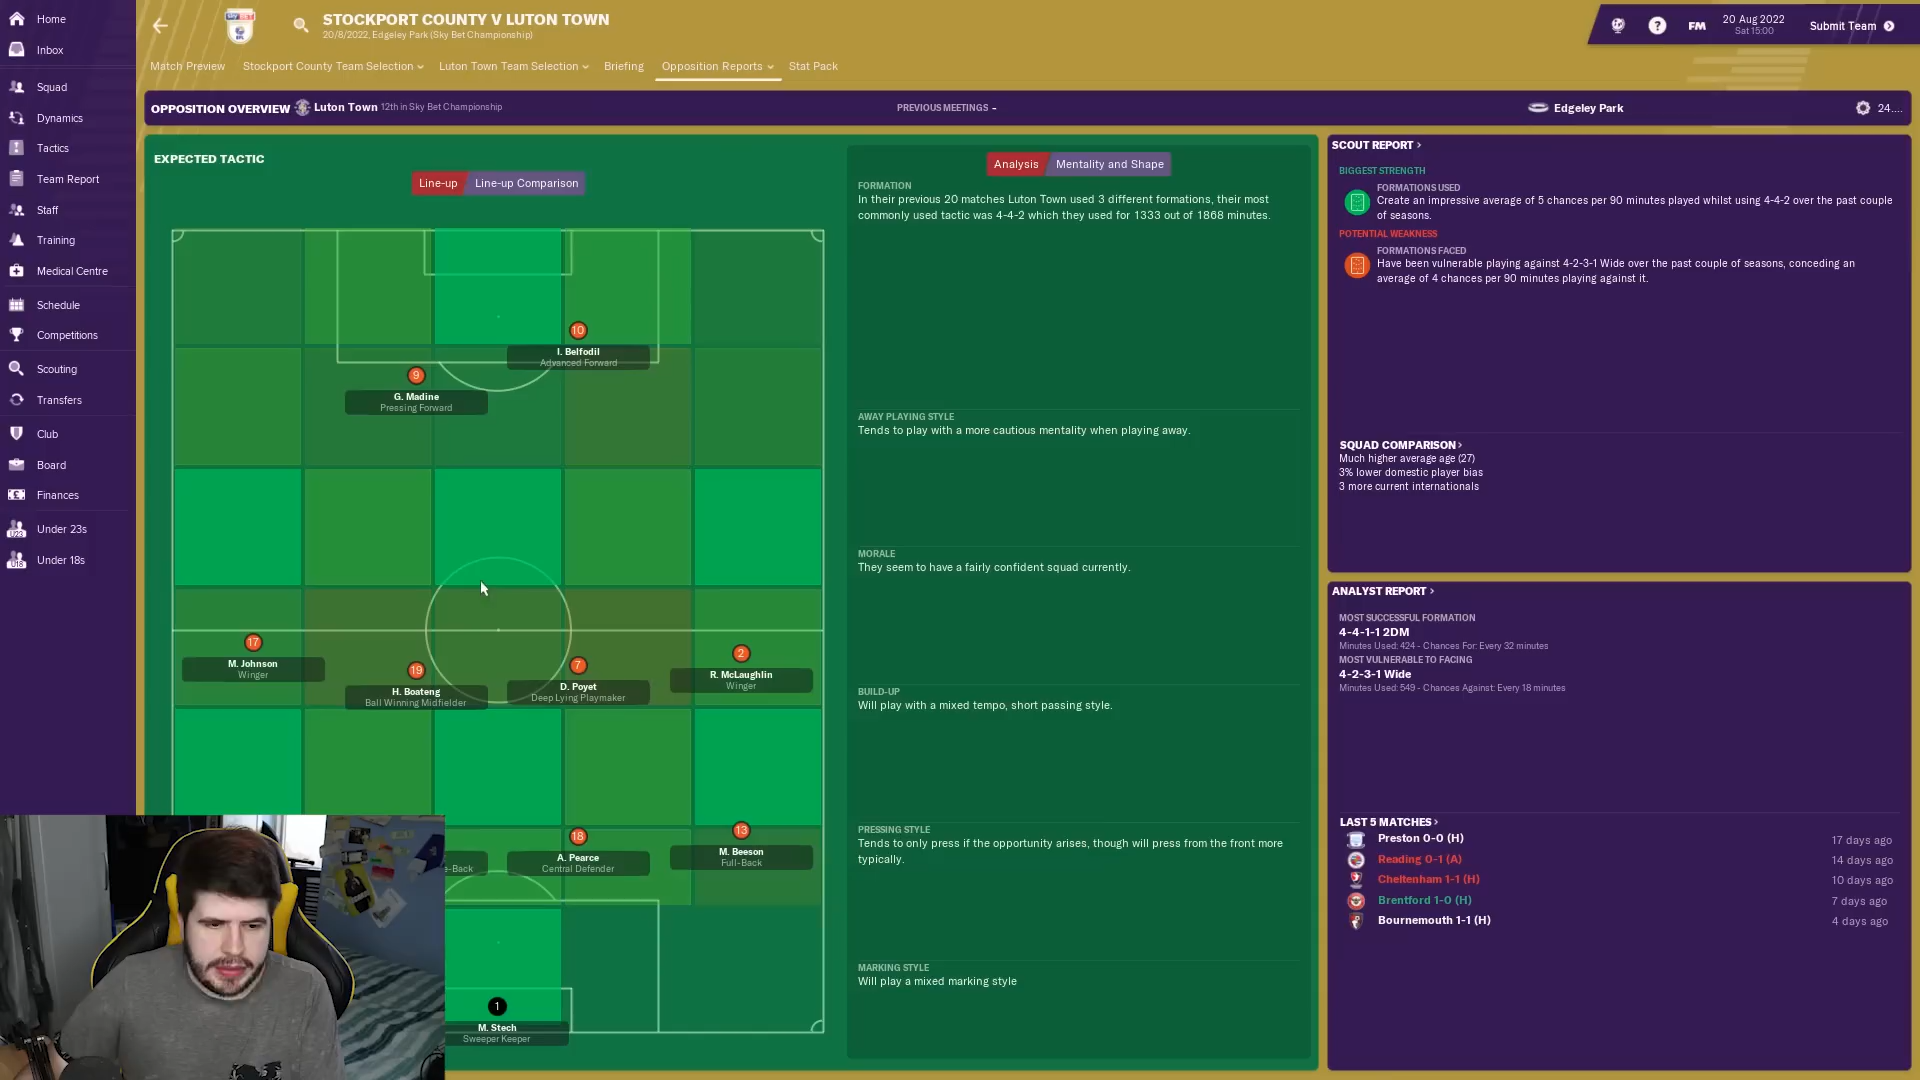 Home
Inbox
Squad
Dynamics
Tactics
Team Report
Staff
Training
Medical Centre
Schedule
Competitions
Scouting
Transfers
Club
Board
Finances
Under 23s
Under 18s
STOCKPORT COUNTY V LUTON TOWN
20/8/2022, Edgeley Park (Sky Bet Championship)
FM
20 Aug 2022
Sat 15:00
Submit Team
Match Preview
Stockport County Team Selection
Luton Town Team Selection
Briefing
Opposition Reports
Stat Pack
OPPOSITION OVERVIEW Luton Town 12th in Sky Bet Championship
PREVIOUS MEETINGS -
Edgeley Park
24....
EXPECTED TACTIC
Line-up
Line-up Comparison
10
I. Belfodil
Advanced Forward
9
G. Madine
Pressing Forward
17
M. Johnson
Winger
19
H. Boateng
Ball Winning Midfielder
7
D. Poyet
Deep Lying Playmaker
2
R. McLaughlin
Winger
e-Back
18
A. Pearce
Central Defender
13
M. Beeson
Full-Back
1
M. Stech
Sweeper Keeper
Analysis
Mentality and Shape
FORMATION
In their previous 20 matches Luton Town used 3 different formations, their most
commonly used tactic was 4-4-2 which they used for 1333 out of 1868 minutes.
AWAY PLAYING STYLE
Tends to play with a more cautious mentality when playing away.
MORALE
They seem to have a fairly confident squad currently.
BUILD-UP
Will play with a mixed tempo, short passing style.
PRESSING STYLE
Tends to only press if the opportunity arises, though will press from the front more
typically.
MARKING STYLE
Will play a mixed marking style
SCOUT REPORT >
BIGGEST STRENGTH
FORMATIONS USED
Create an impressive average of 5 chances per 90 minutes played whilst using 4-4-2 over the past couple
of seasons.
POTENTIAL WEAKNESS
FORMATIONS FACED
Have been vulnerable playing against 4-2-3-1 Wide over the past couple of seasons, conceding an
average of 4 chances per 90 minutes playing against it.
SQUAD COMPARISON >
Much higher average age (27)
3% lower domestic player bias
3 more current internationals
ANALYST REPORT >
MOST SUCCESSFUL FORMATION
4-4-1-1 2DM
Minutes Used: 424 - Chances For: Every 32 minutes
MOST VULNERABLE TO FACING
4-2-3-1 Wide
Minutes Used: 549 - Chances Against: Every 18 minutes
LAST 5 MATCHES >
Preston 0-0 (H) 17 days ago
Reading 0-1 (A) 14 days ago
Cheltenham 1-1 (H) 10 days ago
Brentford 1-0 (H) 7 days ago
Bournemouth 1-1 (H) 4 days ago